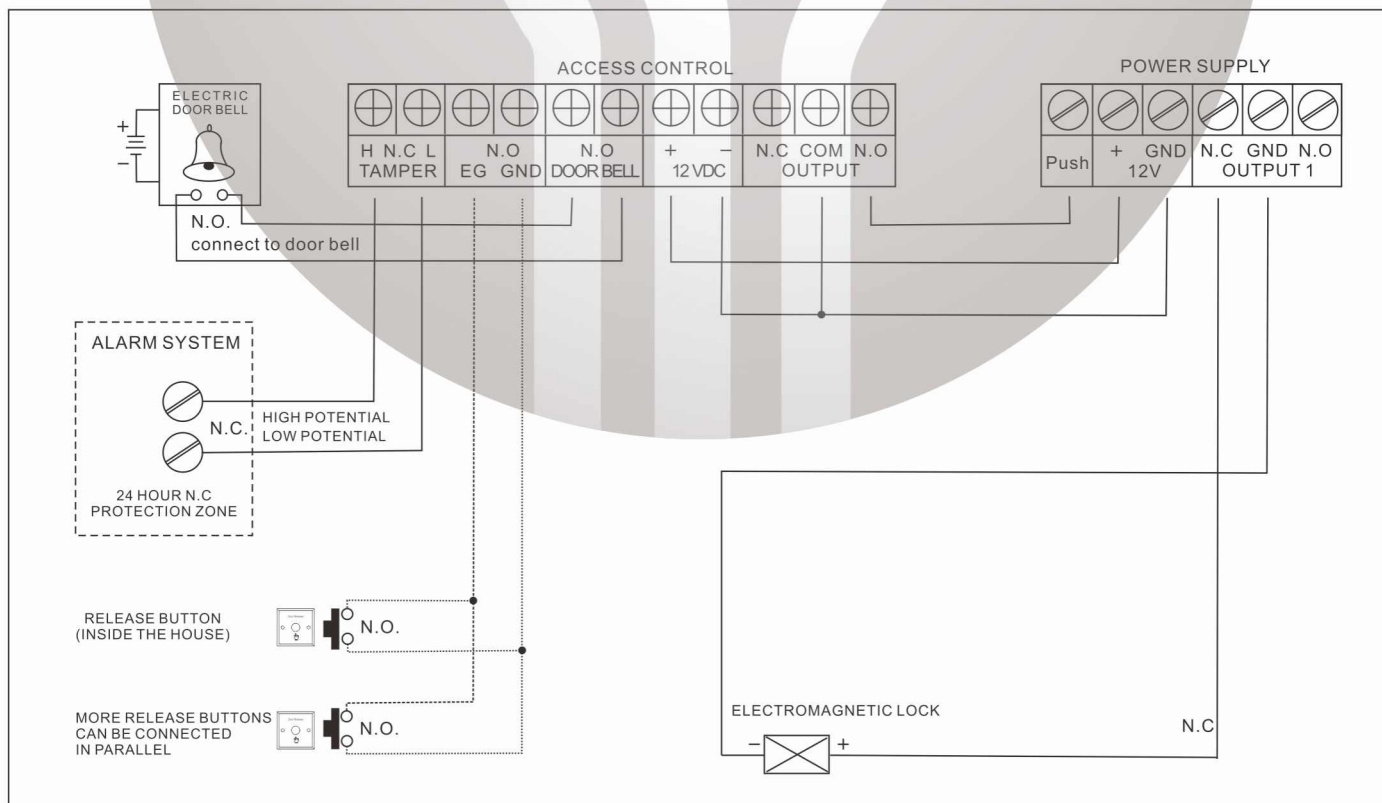 ACCESS CONTROL
POWER SUPPLY
ELECTRIC
DOOR BELL
+
−
H N.C L
TAMPER
N.O
EG GND
N.O
DOOR BELL
+ −
12 VDC
N.C COM N.O
OUTPUT
Push
+ GND
12V
N.C GND N.O
OUTPUT 1
N.O.
connect to door bell
ALARM SYSTEM
N.C.
HIGH POTENTIAL
LOW POTENTIAL
24 HOUR N.C
PROTECTION ZONE
RELEASE BUTTON
(INSIDE THE HOUSE)
N.O.
MORE RELEASE BUTTONS
CAN BE CONNECTED
IN PARALLEL
N.O.
ELECTROMAGNETIC LOCK
− +
N.C